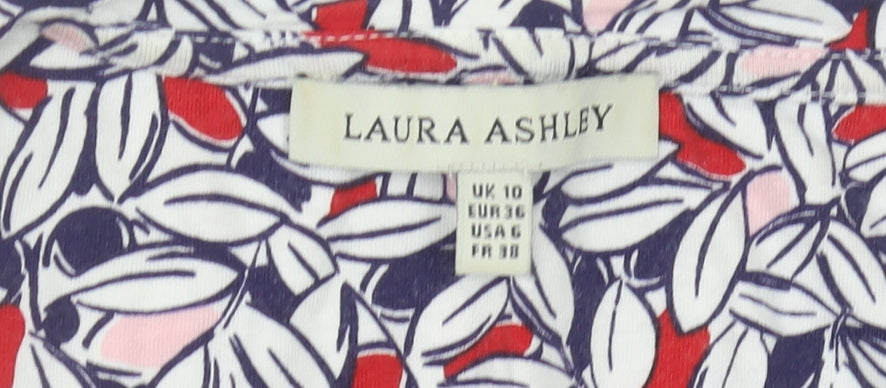 LAURA ASHLEY
UK 10
EUR 36
USA 6
FR 38